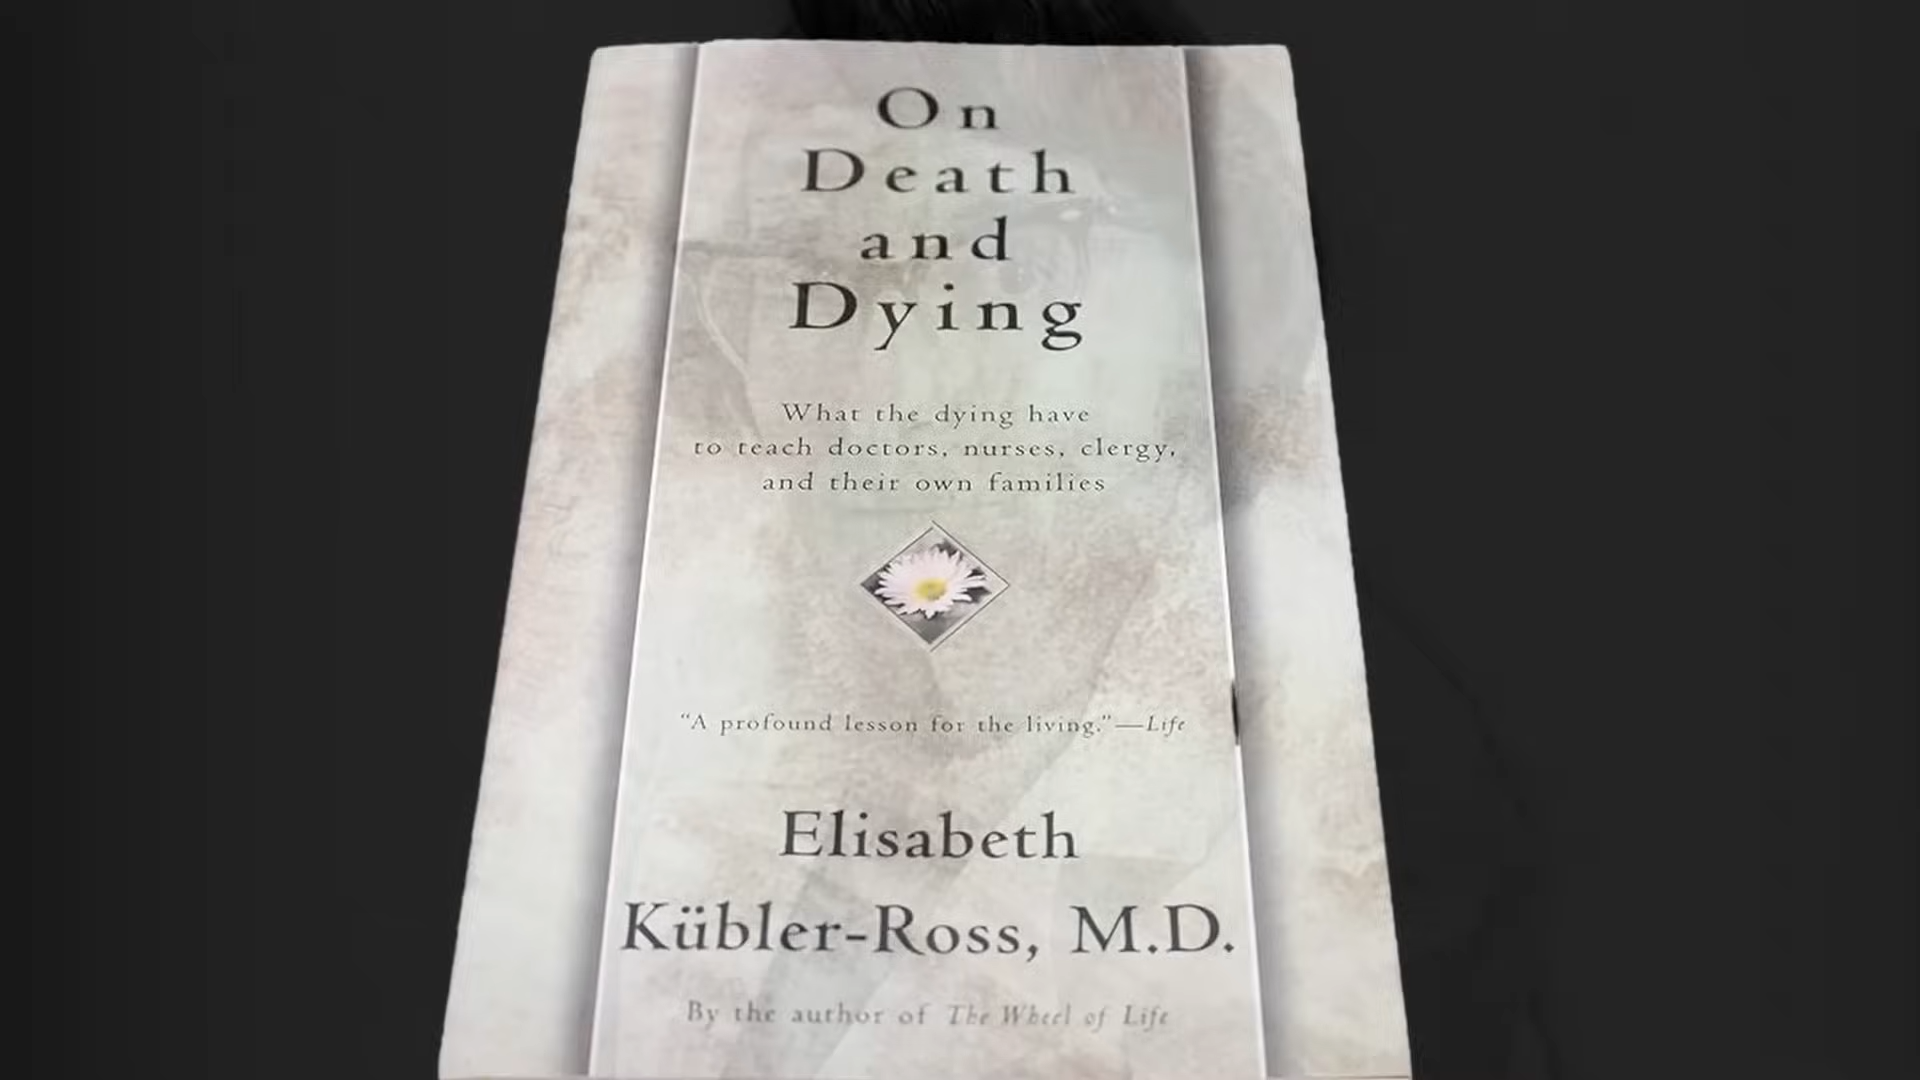 On
Death
and
Dying
What the dying have
to teach doctors, nurses, clergy,
and their own families
“A profound lesson for the living.”—Life
Elisabeth
Kübler-Ross, M.D.
By the author of The Wheel of Life